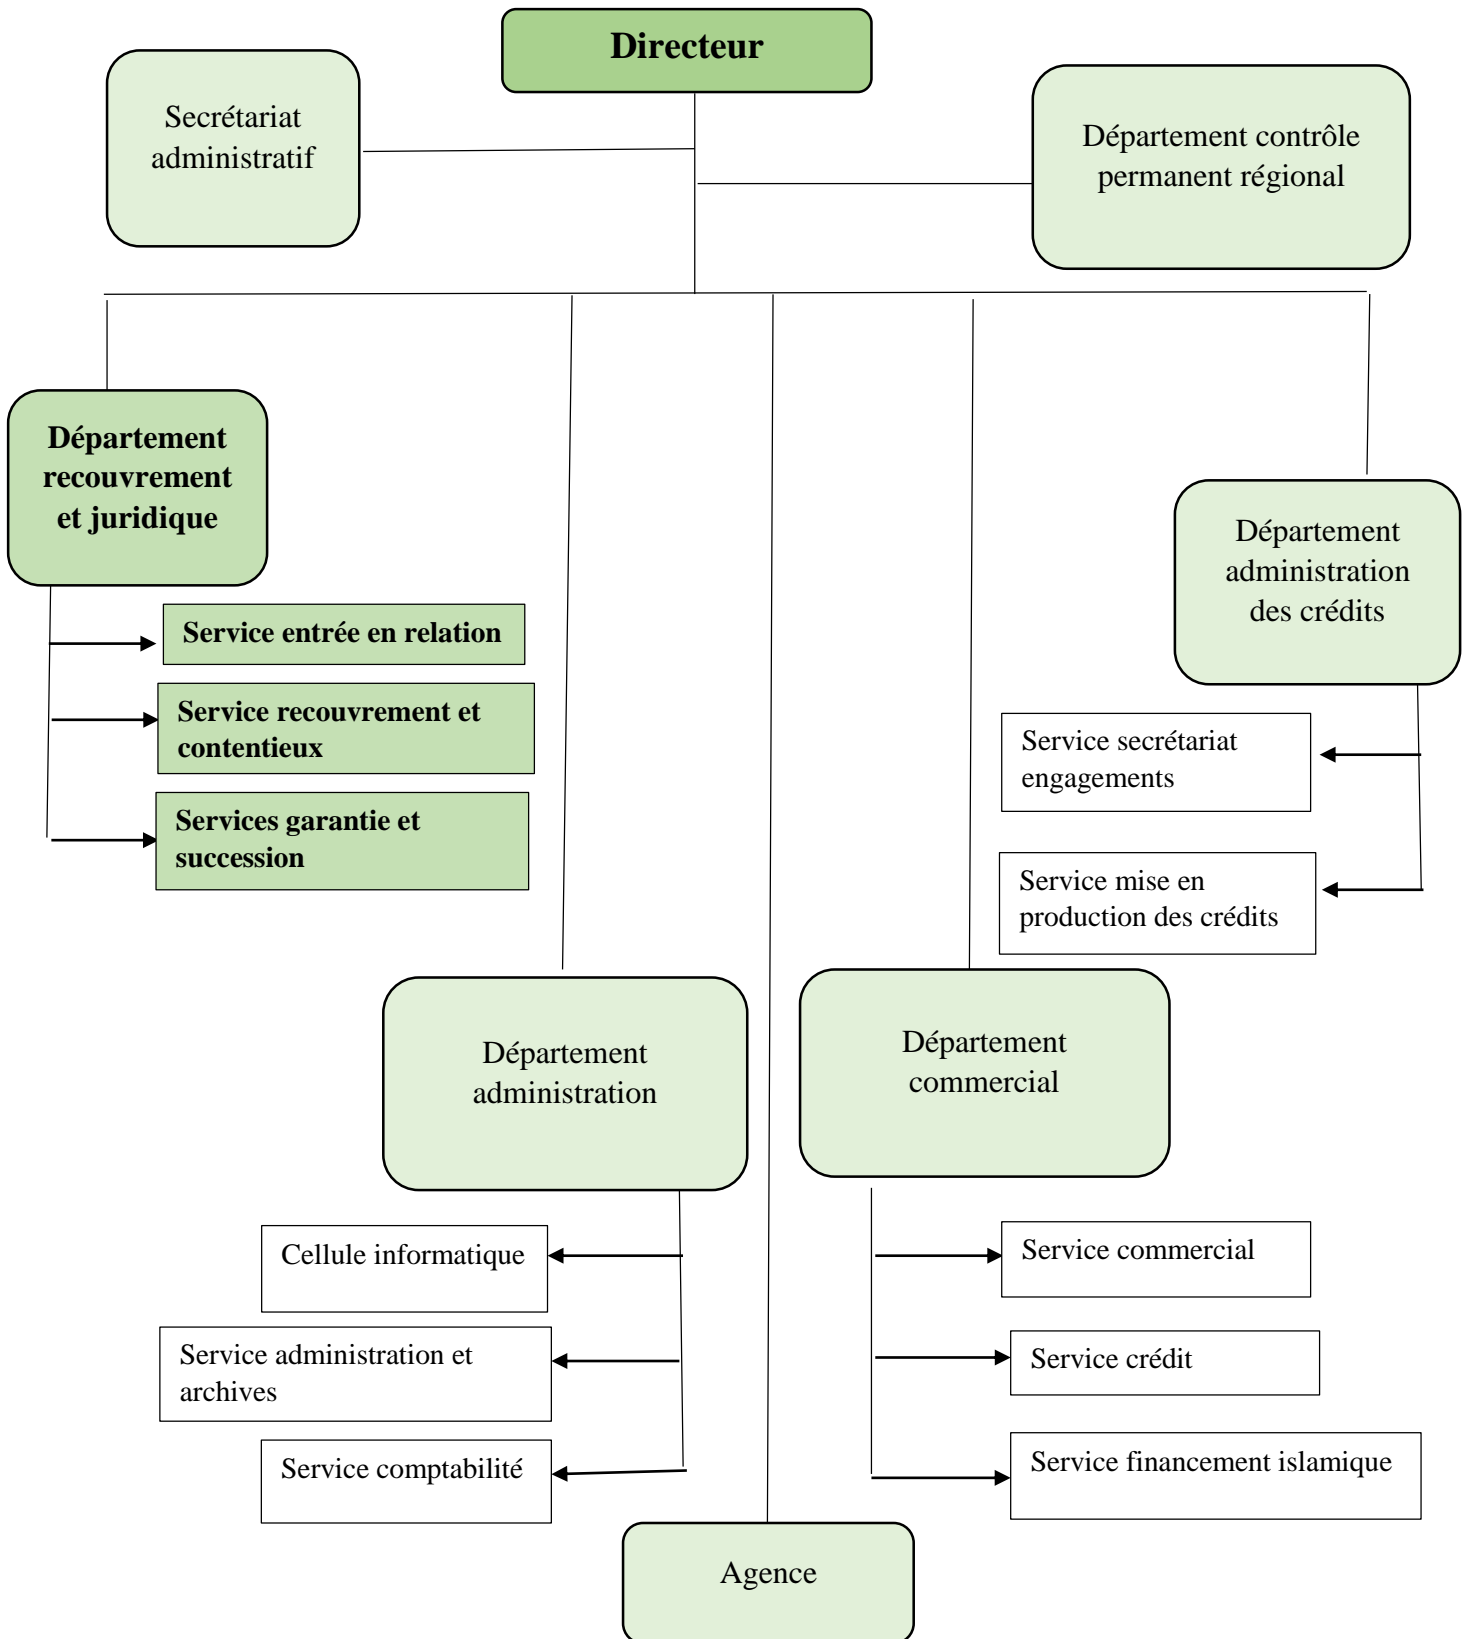 Directeur
Secrétariat
administratif
Département contrôle
permanent régional
Département
recouvrement
et juridique
Service entrée en relation
Service recouvrement et
contentieux
Services garantie et
succession
Département
administration
des crédits
Service secrétariat
engagements
Service mise en
production des crédits
Département
administration
Cellule informatique
Service administration et
archives
Service comptabilité
Département
commercial
Service commercial
Service crédit
Service financement islamique
Agence